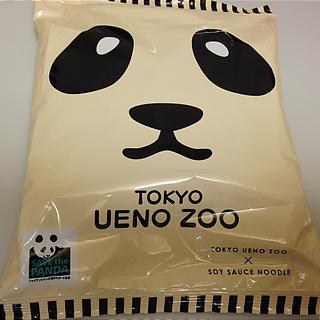 TOKYO
UENO ZOO
SAVE the
PANDA
TOKYO UENO ZOO
×
SOY SAUCE NOODLE